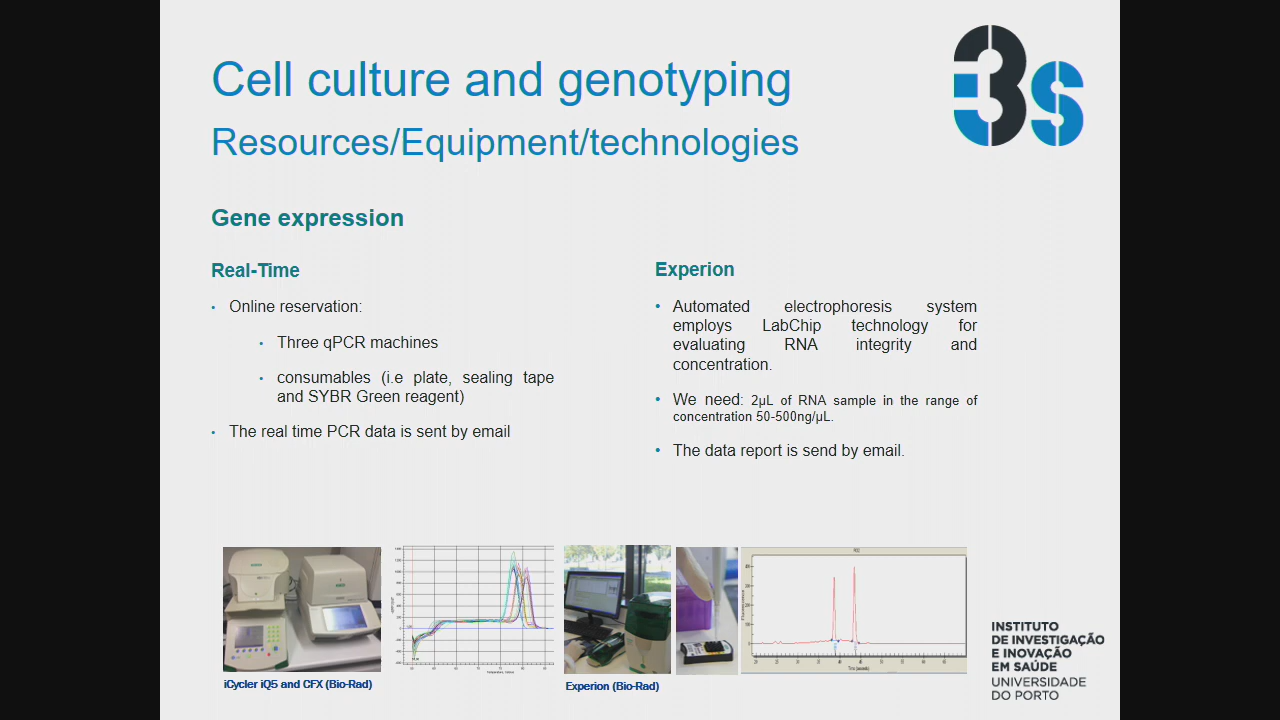 Cell culture and genotyping
Resources/Equipment/technologies
3s
Gene expression
Real-Time
• Online reservation:
• Three qPCR machines
• consumables (i.e plate, sealing tape
and SYBR Green reagent)
• The real time PCR data is sent by email
Experion
• Automated electrophoresis system
employs LabChip technology for
evaluating RNA integrity and
concentration.
• We need: 2µL of RNA sample in the range of
concentration 50-500ng/µL.
• The data report is send by email.
iCycler iQ5 and CFX (Bio-Rad)
Experion (Bio-Rad)
Time (seconds)
INSTITUTO
DE INVESTIGAÇÃO
E INOVAÇÃO
EM SAÚDE
UNIVERSIDADE
DO PORTO